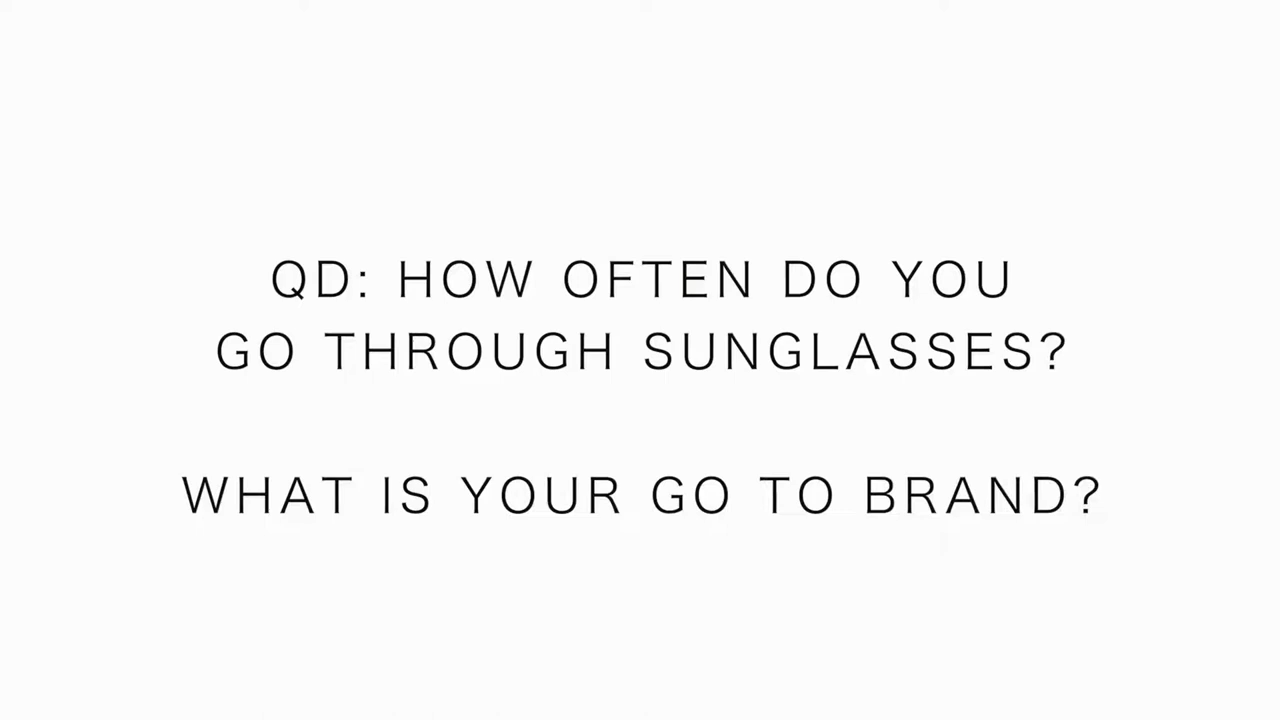 QD: HOW OFTEN DO YOU
GO THROUGH SUNGLASSES?
WHAT IS YOUR GO TO BRAND?